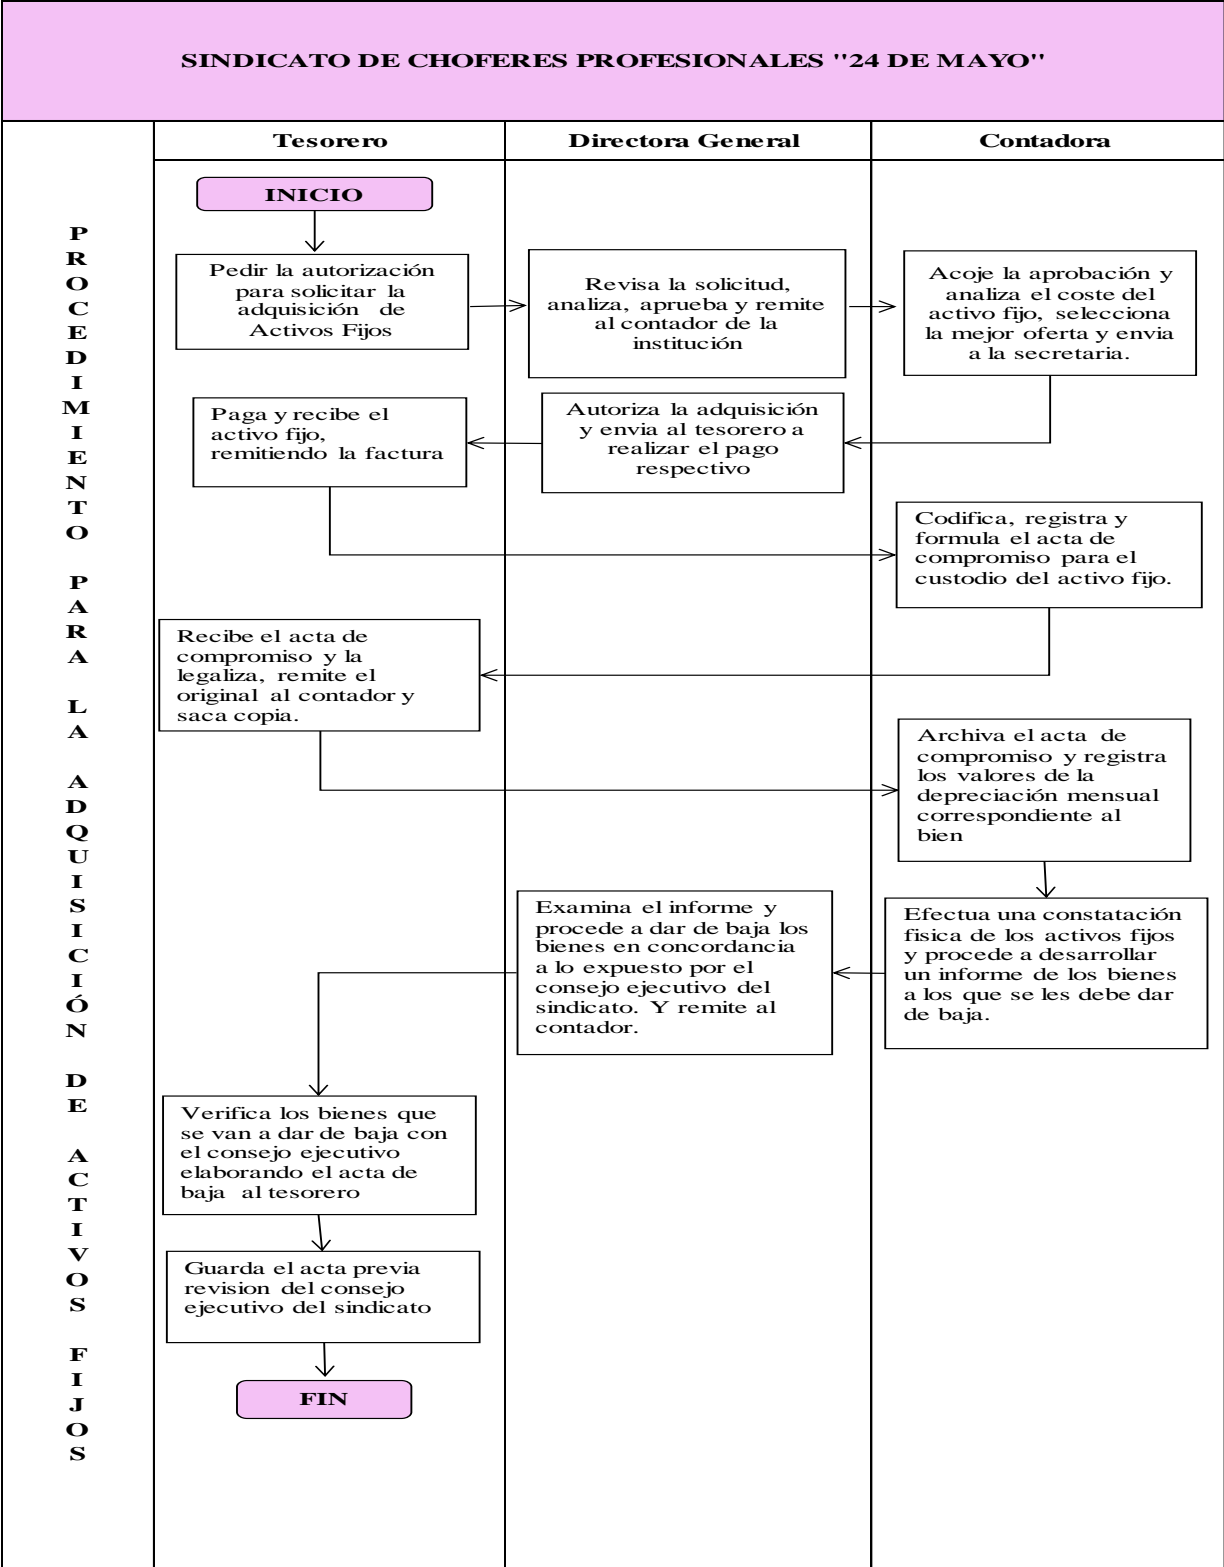 SINDICATO DE CHOFERES PROFESIONALES "24 DE MAYO"
Tesorero
Directora General
Contadora
PROCEDIMIENTO PARA LA ADQUISICIÓN DE ACTIVOS FIJOS
INICIO
Pedir la autorización
para solicitar la
adquisición de
Activos Fijos
Revisa la solicitud,
analiza, aprueba y remite
al contador de la
institución
Acoje la aprobación y
analiza el coste del
activo fijo, selecciona
la mejor oferta y envia
a la secretaria.
Autoriza la adquisición
y envia al tesorero a
realizar el pago
respectivo
Paga y recibe el
activo fijo,
remitiendo la factura
Codifica, registra y
formula el acta de
compromiso para el
custodio del activo fijo.
Recibe el acta de
compromiso y la
legaliza, remite el
original al contador y
saca copia.
Archiva el acta de
compromiso y registra
los valores de la
depreciación mensual
correspondiente al
bien
Efectua una constatación
fisica de los activos fijos
y procede a desarrollar
un informe de los bienes
a los que se les debe dar
de baja.
Examina el informe y
procede a dar de baja los
bienes en concordancia
a lo expuesto por el
consejo ejecutivo del
sindicato. Y remite al
contador.
Verifica los bienes que
se van a dar de baja con
el consejo ejecutivo
elaborando el acta de
baja al tesorero
Guarda el acta previa
revision del consejo
ejecutivo del sindicato
FIN